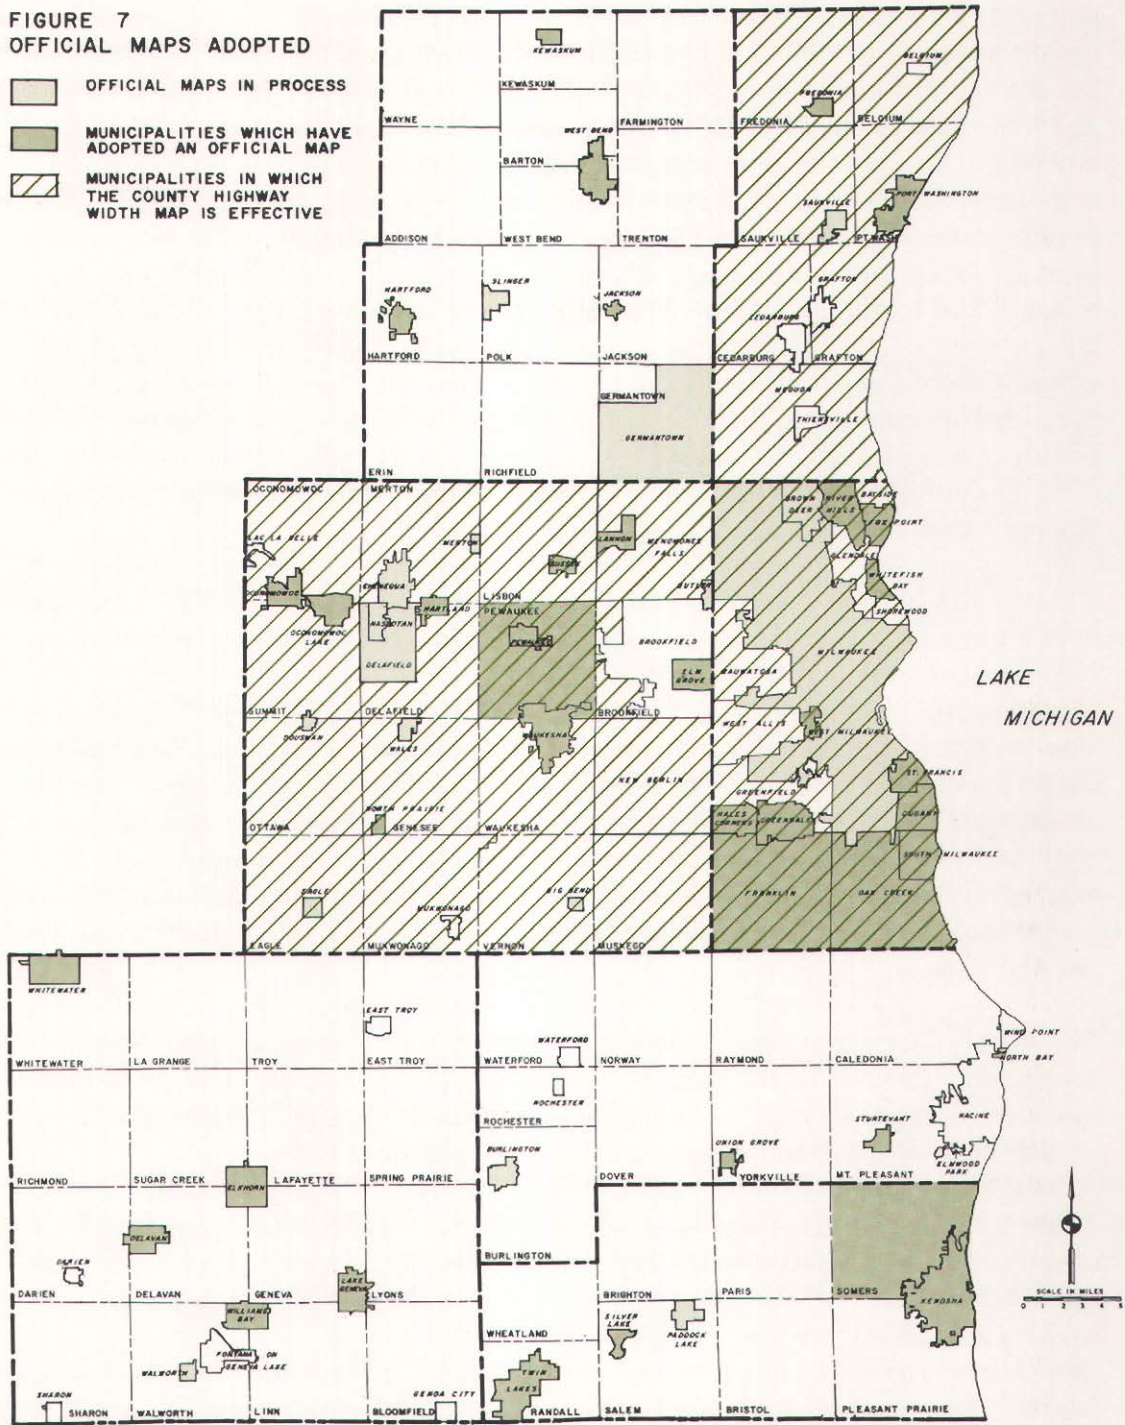 FIGURE 7
OFFICIAL MAPS ADOPTED
OFFICIAL MAPS IN PROCESS
MUNICIPALITIES WHICH HAVE
ADOPTED AN OFFICIAL MAP
MUNICIPALITIES IN WHICH
THE COUNTY HIGHWAY
WIDTH MAP IS EFFECTIVE
KEWASKUM
BELGIUM
KEWASKUM
FREDONIA
WAYNE
FARMINGTON
FREDONIA
BELGIUM
WEST BEND
BARTON
PORT WASHINGTON
SAUKVILLE
ADDISON
WEST BEND
TRENTON
SAUKVILLE
PT. WASH
HARTFORD
SLINGER
JACKSON
GRAFTON
CEDARBURG
HARTFORD
POLK
JACKSON
CEDARBURG
GRAFTON
MEQUON
GERMANTOWN
THIENSVILLE
GERMANTOWN
ERIN
RICHFIELD
OCONOMOWOC
MERTON
BROWN
DEER
RIVER
HILLS
BAYSIDE
FOX POINT
LAC LA BELLE
MERTON
LANNON
MENOMONEE
FALLS
GLENDALE
SUSSEX
WHITEFISH
BAY
CHENEQUA
BUTLER
OCONOMOWOC
LISBON
SHOREWOOD
HARTLAND
PEWAUKEE
NASHOTAH
OCONOMOWOC
LAKE
PEWAUKEE
BROOKFIELD
MILWAUKEE
DELAFIELD
ELM
GROVE
WAUWATOSA
LAKE
MICHIGAN
SUMMIT
DELAFIELD
BROOKFIELD
DOUSMAN
WALES
WAUKESHA
WEST ALLIS
WEST MILWAUKEE
NEW BERLIN
ST. FRANCIS
GREENFIELD
NORTH PRAIRIE
HALES
CORNERS
GREENDALE
CUDAHY
OTTAWA
GENESEE
WAUKESHA
SOUTH MILWAUKEE
EAGLE
BIG BEND
FRANKLIN
OAK CREEK
MUKWONAGO
EAGLE
MUKWONAGO
VERNON
MUSKEGO
WHITEWATER
EAST TROY
WIND POINT
WATERFORD
WHITEWATER
LA GRANGE
TROY
EAST TROY
WATERFORD
NORWAY
RAYMOND
CALEDONIA
NORTH BAY
ROCHESTER
RACINE
ROCHESTER
STURTEVANT
BURLINGTON
UNION GROVE
ELMWOOD
PARK
RICHMOND
SUGAR CREEK
ELKHORN
LAFAYETTE
SPRING PRAIRIE
DOVER
YORKVILLE
MT. PLEASANT
DELAVAN
BURLINGTON
DARIEN
LAKE
GENEVA
DARIEN
DELAVAN
GENEVA
LYONS
BRIGHTON
PARIS
SOMERS
KENOSHA
SCALE IN MILES
0 1 2 3 4 5
WILLIAMS
BAY
SILVER
LAKE
PADDOCK
LAKE
WHEATLAND
FONTANA ON
GENEVA LAKE
WALWORTH
TWIN
LAKES
SHARON
GENOA CITY
SHARON
WALWORTH
LINN
BLOOMFIELD
RANDALL
SALEM
BRISTOL
PLEASANT PRAIRIE